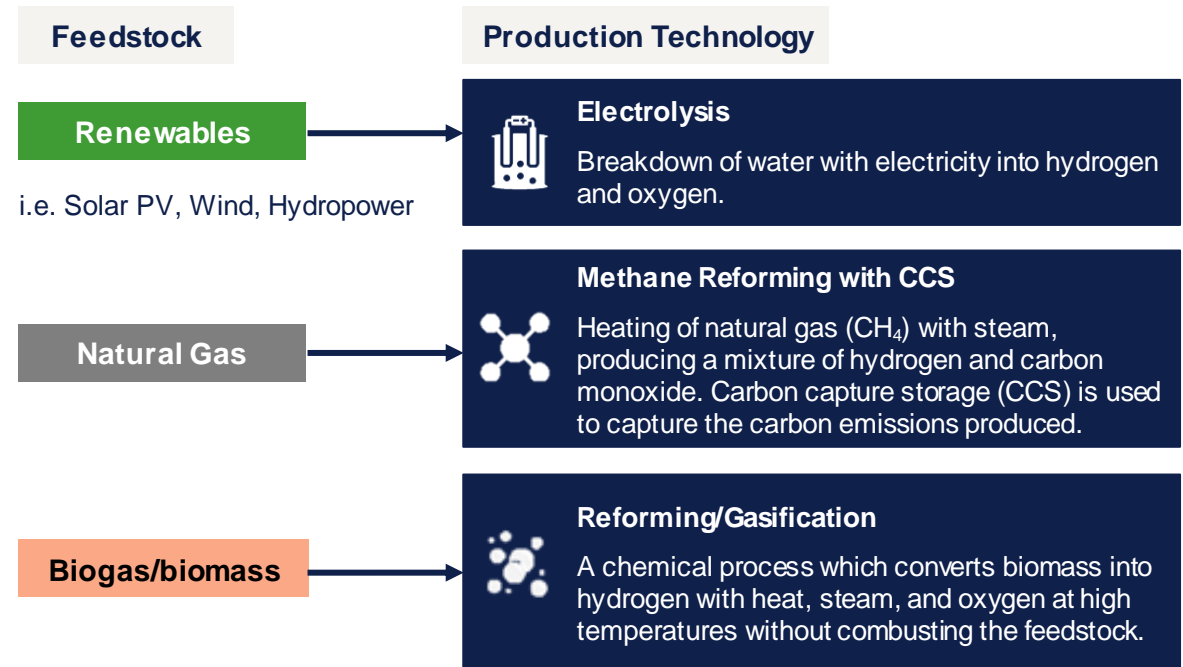 Feedstock
Production Technology
Renewables
i.e. Solar PV, Wind, Hydropower
Electrolysis
Breakdown of water with electricity into hydrogen
and oxygen.
Natural Gas
Methane Reforming with CCS
Heating of natural gas (CH₄) with steam,
producing a mixture of hydrogen and carbon
monoxide. Carbon capture storage (CCS) is used
to capture the carbon emissions produced.
Biogas/biomass
Reforming/Gasification
A chemical process which converts biomass into
hydrogen with heat, steam, and oxygen at high
temperatures without combusting the feedstock.